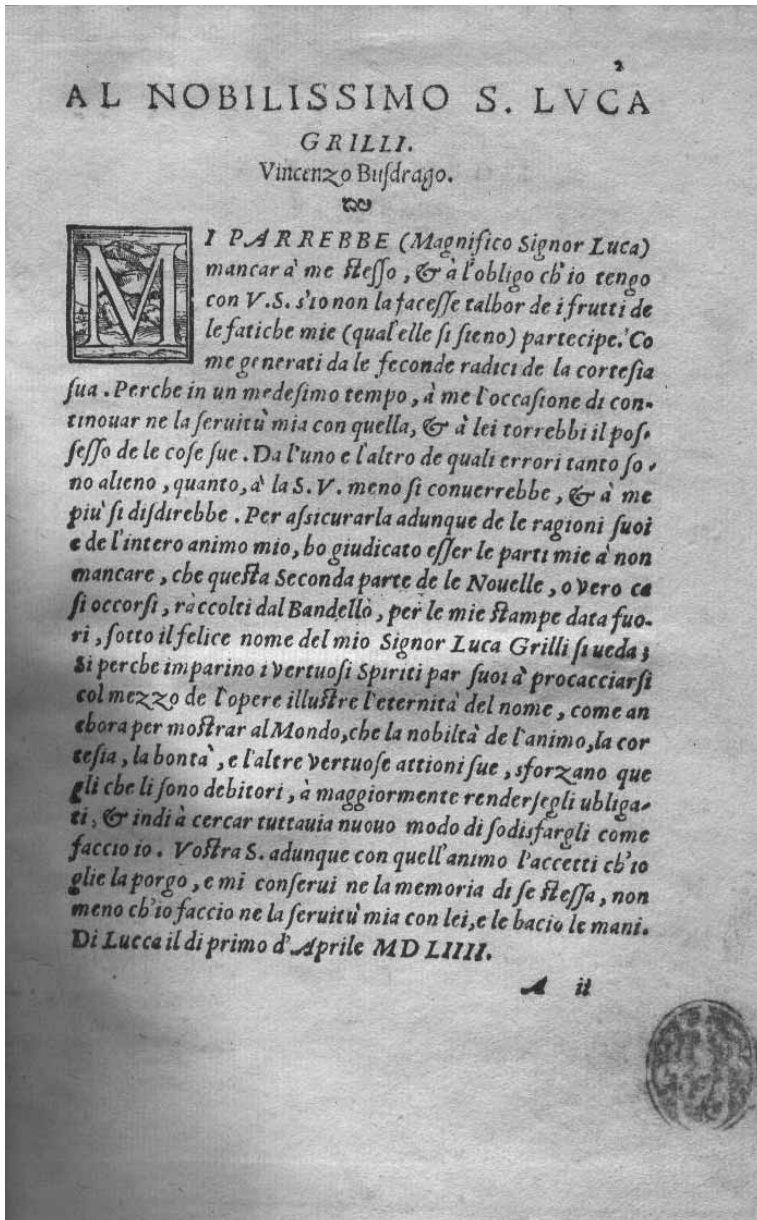 2
AL NOBILISSIMO S. LVCA
GRILLI.
Vincenzo Buſdrago.
MI PARREBBE (Magnifico Signor Luca)
mancar à me ſteſſo, & à l'obligo ch'io tengo
con V.S. s'io non la faceſſe talhor de i frutti de
le fatiche mie (qual'elle ſi ſieno) partecipe. Co
me generati da le feconde radici de la corteſia
ſua. Perche in un medeſimo tempo, à me l'occaſione di con-
tinouar ne la ſeruitù mia con quella, & à lei torrebbi il poſ-
ſeſſo de le coſe ſue. Da l'uno e l'altro de quali errori tanto ſo-
no alieno, quanto, à la S. V. meno ſi conuerrebbe, & à me
più ſi diſdirebbe. Per aſsicurarla adunque de le ragioni ſuoi
e de l'intero animo mio, ho giudicato eſſer le parti mie à non
mancare, che queſta Seconda parte de le Nouelle, o vero ca
ſi occorſi, raccolti dal Bandello, per le mie ſtampe data fuo-
ri, ſotto il felice nome del mio Signor Luca Grilli ſi ueda;
Si perche imparino i vertuoſi Spiriti par ſuoi à procacciarſi
col mezzo de l'opere illuſtre l'eternità del nome, come an
chora per moſtrar al Mondo, che la nobiltà de l'animo, la cor
teſia, la bontà, e l'altre vertuoſe attioni ſue, sforzano que
gli che li ſono debitori, à maggiormente renderſegli ubliga-
ti, & indi à cercar tuttauia nuouo modo di ſodisfargli come
faccio io. Voſtra S. adunque con quell'animo l'accetti ch'io
glie la porgo, e mi conſerui ne la memoria di ſe ſteſſa, non
meno ch'io faccio ne la ſeruitù mia con lei, e le bacio le mani.
Di Lucca il di primo d'Aprile MD LIIII.
A ii